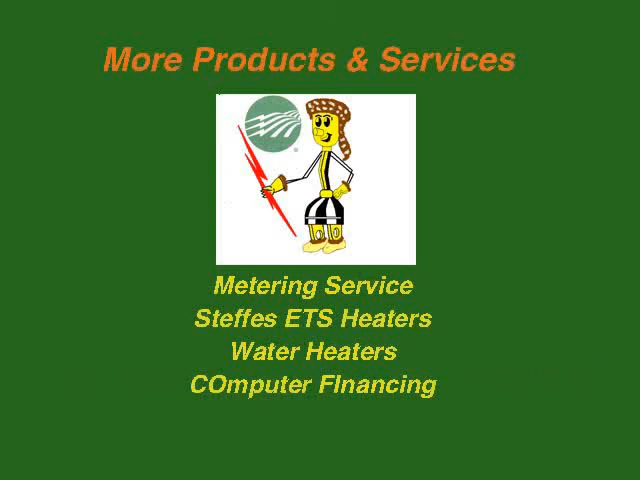 More Products & Services
®
Metering Service
Steffes ETS Heaters
Water Heaters
COmputer FInancing